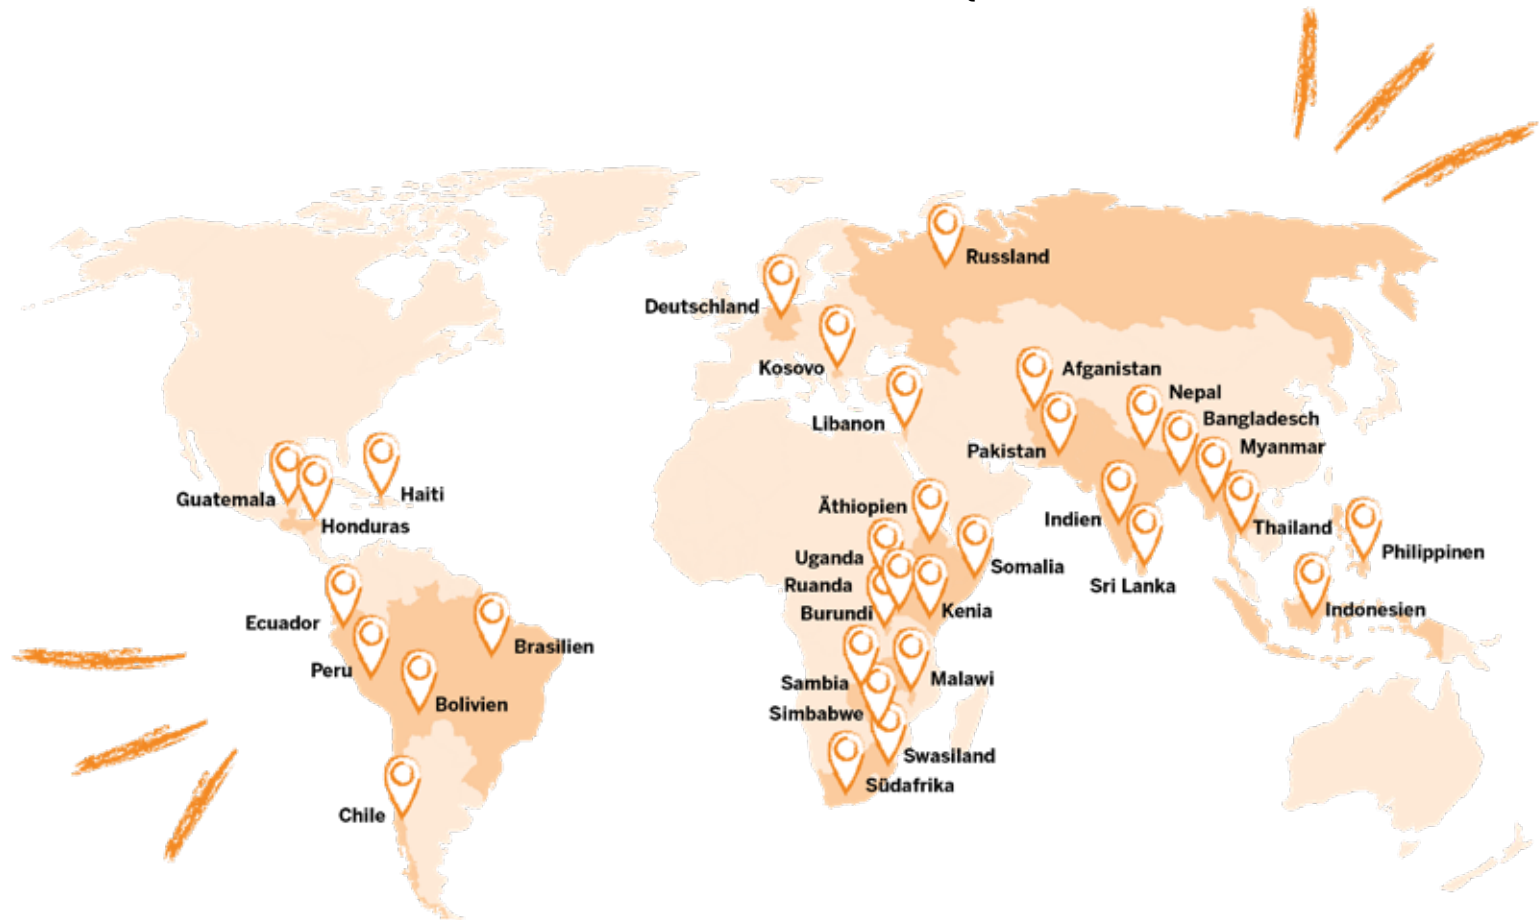 Russland
Deutschland
Kosovo
Afganistan
Nepal
Libanon
Bangladesch
Pakistan
Myanmar
Guatemala
Haiti
Honduras
Äthiopien
Indien
Thailand
Philippinen
Uganda
Somalia
Ruanda
Sri Lanka
Burundi
Kenia
Indonesien
Ecuador
Brasilien
Peru
Sambia
Malawi
Bolivien
Simbabwe
Swasiland
Südafrika
Chile